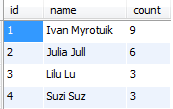 id name count
1 Ivan Myrotuik 9
2 Julia Jull 6
3 Lilu Lu 3
4 Suzi Suz 3